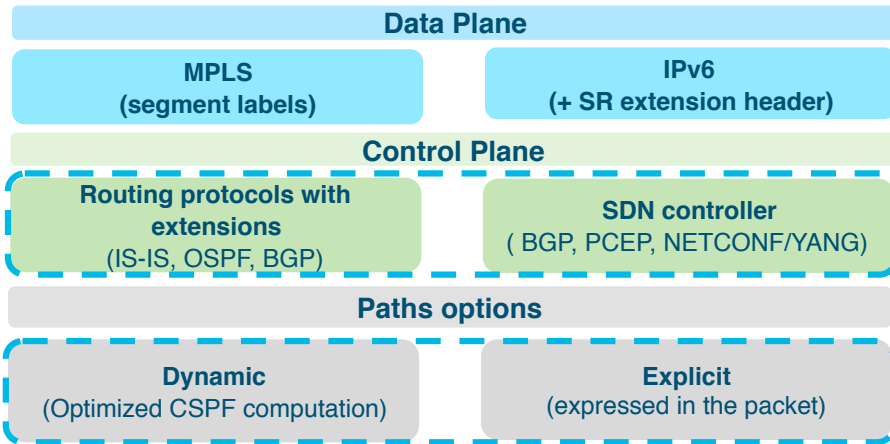 Data Plane
MPLS
(segment labels)
IPv6
(+ SR extension header)
Control Plane
Routing protocols with
extensions
(IS-IS, OSPF, BGP)
SDN controller
( BGP, PCEP, NETCONF/YANG)
Paths options
Dynamic
(Optimized CSPF computation)
Explicit
(expressed in the packet)